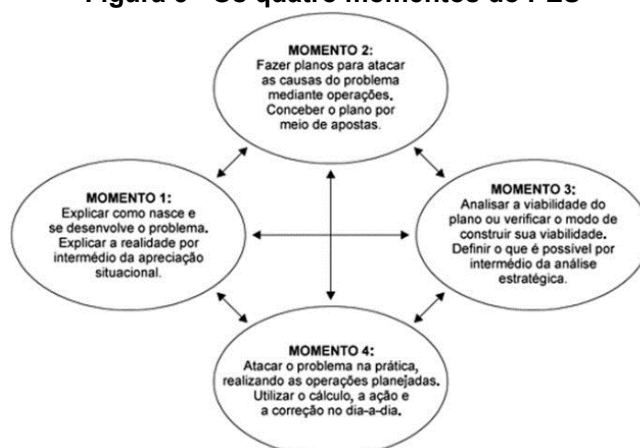 Figura - Os quatro momentos do PES
MOMENTO 2:
Fazer planos para atacar
as causas do problema
mediante operações.
Conceber o plano por
meio de apostas.
MOMENTO 1:
Explicar como nasce e
se desenvolve o problema.
Explicar a realidade por
intermédio da apreciação
situacional.
MOMENTO 3:
Analisar a viabilidade do
plano ou verificar o modo de
construir sua viabilidade.
Definir o que é possível por
intermédio da análise
estratégica.
MOMENTO 4:
Atacar o problema na prática,
realizando as operações planejadas.
Utilizar o cálculo, a ação e
a correção no dia-a-dia.